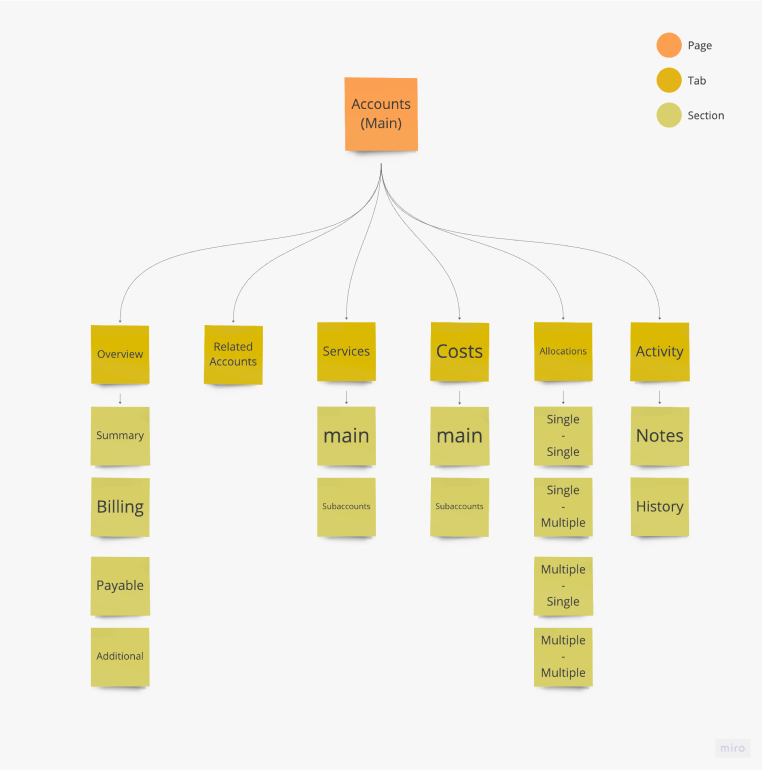 Page
Tab
Section
Accounts
(Main)
Overview
Related
Accounts
Services
Costs
Allocations
Activity
Summary
main
main
Single
-
Single
Notes
Billing
Subaccounts
Subaccounts
Single
-
Multiple
History
Payable
Multiple
-
Single
Additional
Multiple
-
Multiple
miro